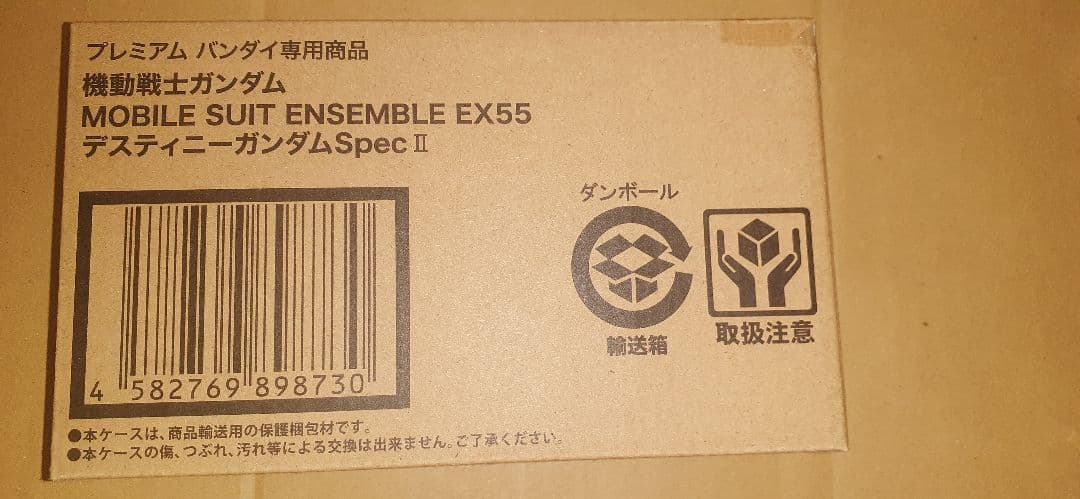 プレミアム バンダイ専用商品
機動戦士ガンダム
MOBILE SUIT ENSEMBLE EX55
デスティニーガンダムSpecⅡ
ダンボール
輸送箱
取扱注意
4 582769 898730
●本ケースは、商品輸送用の保護梱包材です。
●本ケースの傷、つぶれ、汚れ等による交換は出来ません。ご了承ください。